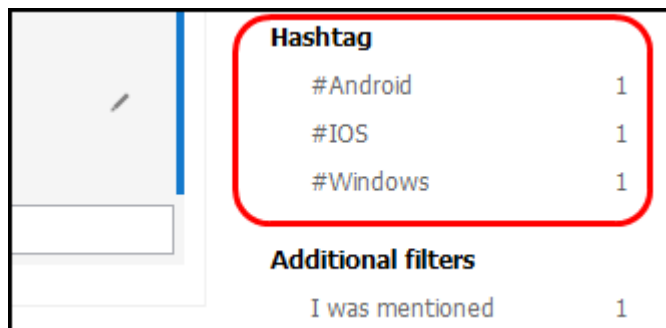 Hashtag
#Android 1
#IOS 1
#Windows 1
Additional filters
I was mentioned 1